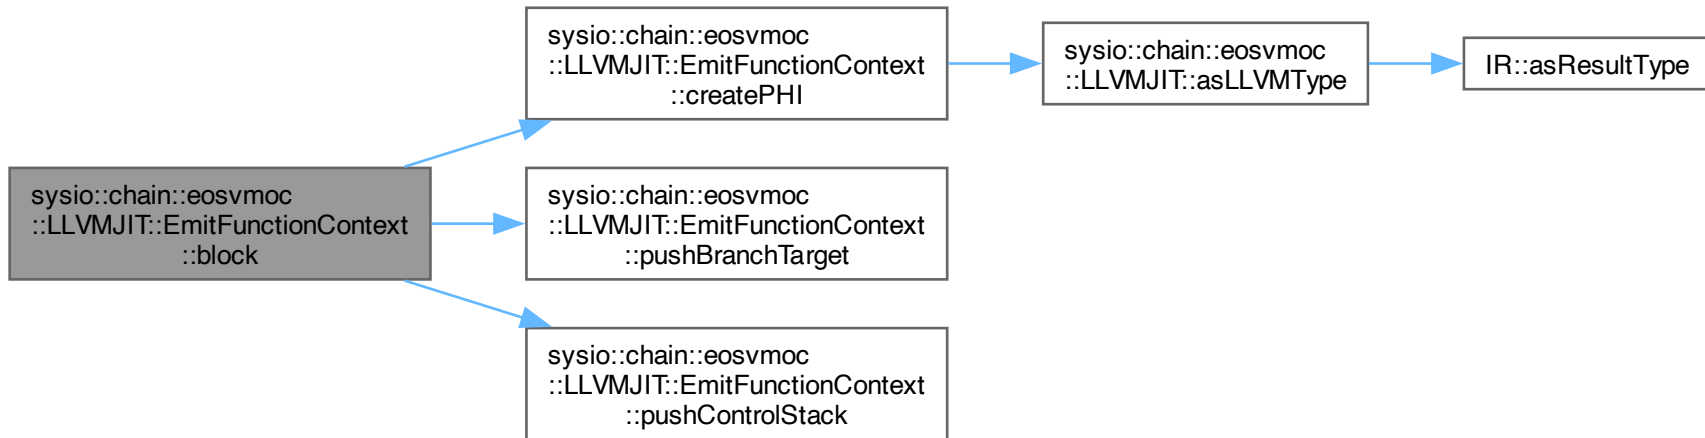 sysio::chain::eosvmoc
::LLVMJIT::EmitFunctionContext
::block
sysio::chain::eosvmoc
::LLVMJIT::EmitFunctionContext
::createPHI
sysio::chain::eosvmoc
::LLVMJIT::asLLVMType
IR::asResultType
sysio::chain::eosvmoc
::LLVMJIT::EmitFunctionContext
::pushBranchTarget
sysio::chain::eosvmoc
::LLVMJIT::EmitFunctionContext
::pushControlStack